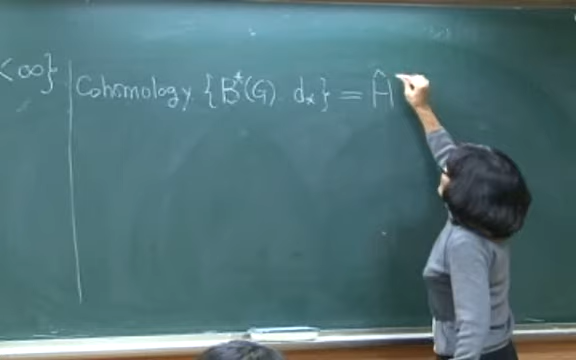 < ∞}
Cohomology {B*(G). d*} = Ĥ